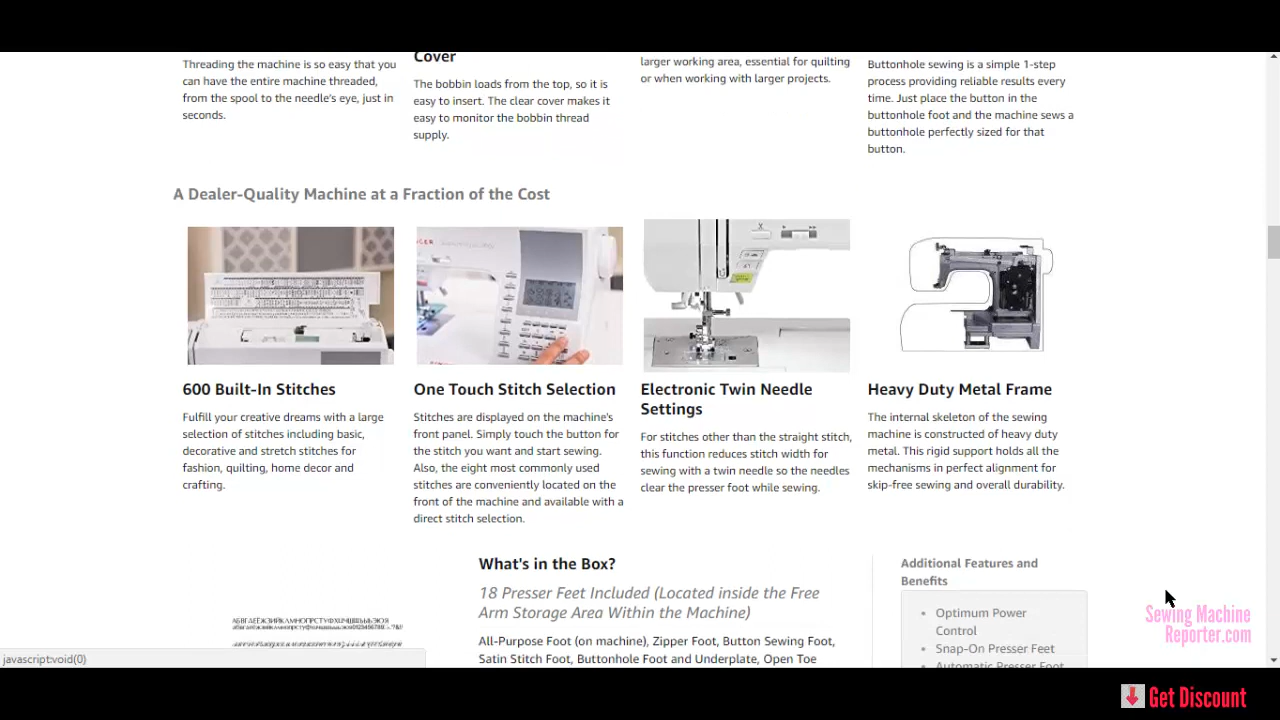 Threading the machine is so easy that you
can have the entire machine threaded,
from the spool to the needle's eye, just in
seconds.
Cover
The bobbin loads from the top, so it is
easy to insert. The clear cover makes it
easy to monitor the bobbin thread
supply.
larger working area, essential for quilting
or when working with larger projects.
Buttonhole sewing is a simple 1-step
process providing reliable results every
time. Just place the button in the
buttonhole foot and the machine sews a
buttonhole perfectly sized for that
button.
A Dealer-Quality Machine at a Fraction of the Cost
600 Built-In Stitches
Fulfill your creative dreams with a large
selection of stitches including basic,
decorative and stretch stitches for
fashion, quilting, home decor and
crafting.
One Touch Stitch Selection
Stitches are displayed on the machine's
front panel. Simply touch the button for
the stitch you want and start sewing.
Also, the eight most commonly used
stitches are conveniently located on the
front of the machine and available with a
direct stitch selection.
Electronic Twin Needle
Settings
For stitches other than the straight stitch,
this function reduces stitch width for
sewing with a twin needle so the needles
clear the presser foot while sewing.
Heavy Duty Metal Frame
The internal skeleton of the sewing
machine is constructed of heavy duty
metal. This rigid support holds all the
mechanisms in perfect alignment for
skip-free sewing and overall durability.
What's in the Box?
18 Presser Feet Included (Located inside the Free
Arm Storage Area Within the Machine)
All-Purpose Foot (on machine), Zipper Foot, Button Sewing Foot,
Satin Stitch Foot, Buttonhole Foot and Underplate, Open Toe
Additional Features and
Benefits
• Optimum Power
Control
• Snap-On Presser Feet
• Automatic Presser Foot
javascript:void(0)
Sewing Machine
Reporter.com
Get Discount